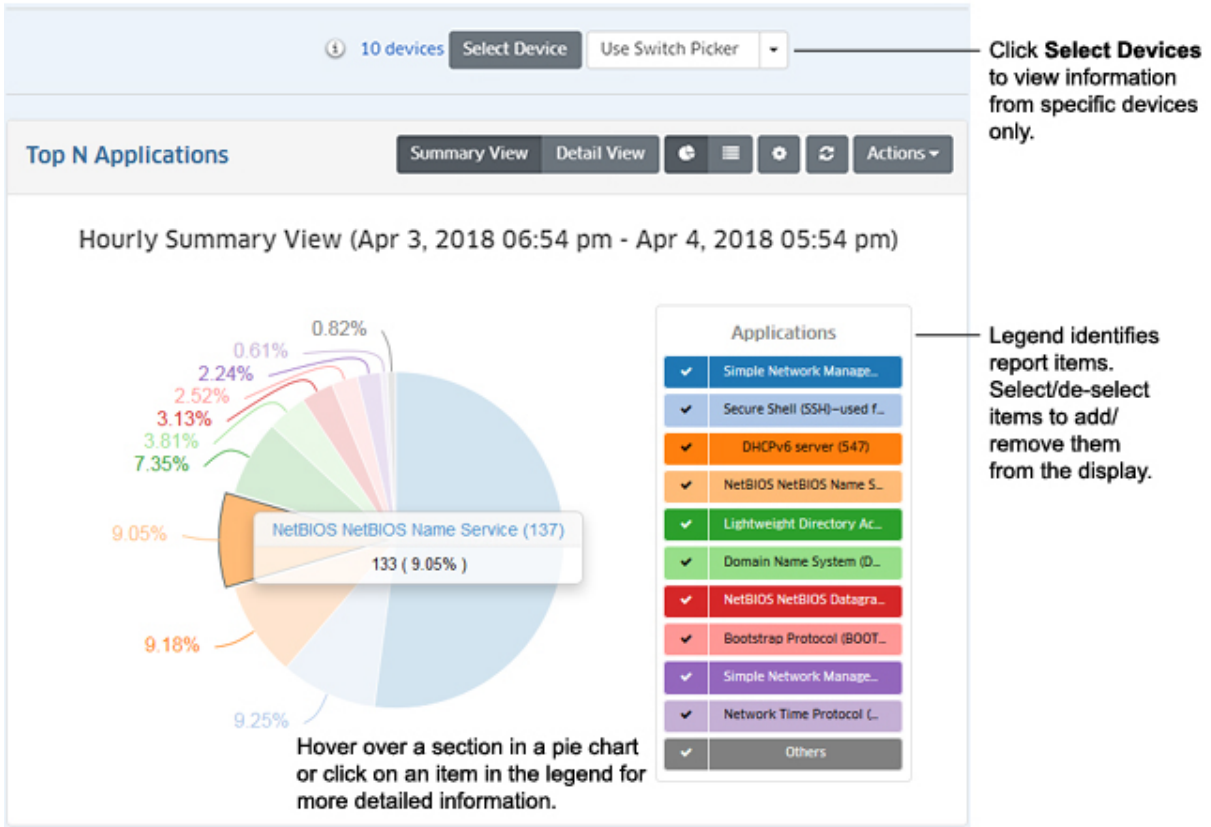 10 devices Select Device Use Switch Picker
Click Select Devices
to view information
from specific devices
only.
Top N Applications
Summary View Detail View Actions
Hourly Summary View (Apr 3, 2018 06:54 pm - Apr 4, 2018 05:54 pm)
0.82%
0.61%
2.24%
2.52%
3.13%
3.81%
7.35%
9.05%
9.18%
9.25%
NetBIOS NetBIOS Name Service (137)
133 ( 9.05% )
Hover over a section in a pie chart
or click on an item in the legend for
more detailed information.
Applications
Simple Network Manage...
Secure Shell (SSH)—used f...
DHCPv6 server (547)
NetBIOS NetBIOS Name S...
Lightweight Directory Ac...
Domain Name System (D...
NetBIOS NetBIOS Datagra...
Bootstrap Protocol (BOOT...
Simple Network Manage...
Network Time Protocol (...
Others
Legend identifies
report items.
Select/de-select
items to add/
remove them
from the display.